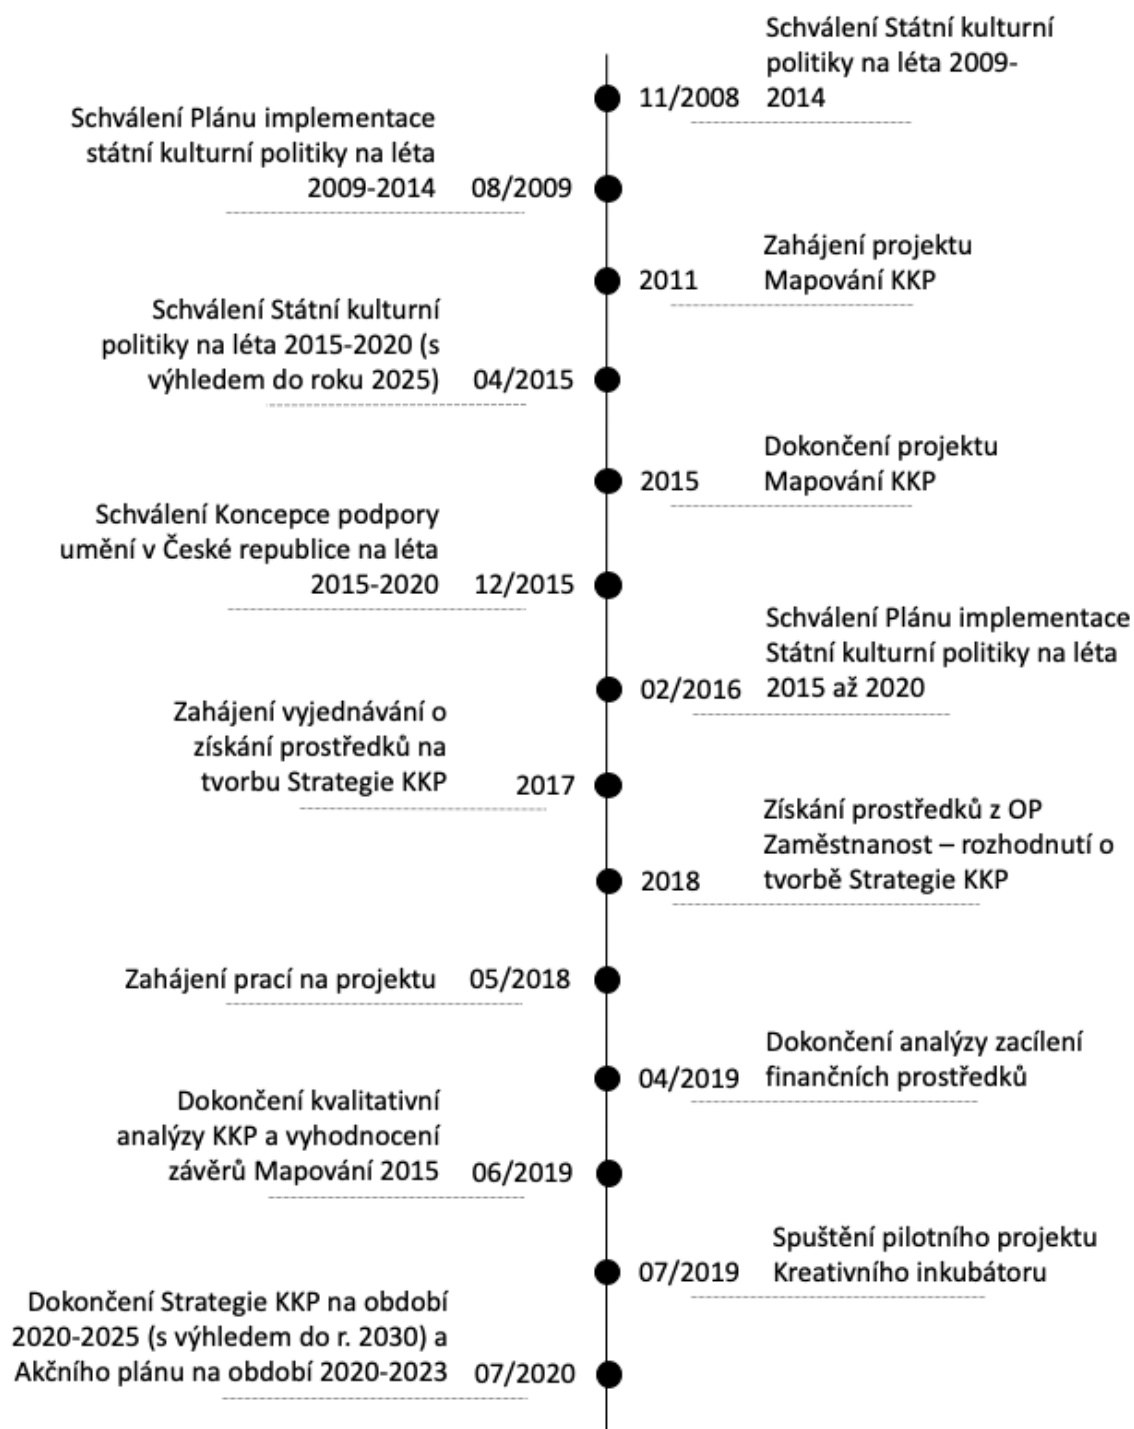 Schválení Státní kulturní
politiky na léta 2009-
11/2008 2014
Schválení Plánu implementace
státní kulturní politiky na léta
2009-2014 08/2009
Zahájení projektu
2011 Mapování KKP
Schválení Státní kulturní
politiky na léta 2015-2020 (s
výhledem do roku 2025) 04/2015
Dokončení projektu
2015 Mapování KKP
Schválení Koncepce podpory
umění v České republice na léta
2015-2020 12/2015
Schválení Plánu implementace
Státní kulturní politiky na léta
02/2016 2015 až 2020
Zahájení vyjednávání o
získání prostředků na
tvorbu Strategie KKP 2017
Získání prostředků z OP
Zaměstnanost – rozhodnutí o
2018 tvorbě Strategie KKP
Zahájení prací na projektu 05/2018
Dokončení analýzy zacílení
04/2019 finančních prostředků
Dokončení kvalitativní
analýzy KKP a vyhodnocení
závěrů Mapování 2015 06/2019
Spuštění pilotního projektu
07/2019 Kreativního inkubátoru
Dokončení Strategie KKP na období
2020-2025 (s výhledem do r. 2030) a
Akčního plánu na období 2020-2023 07/2020